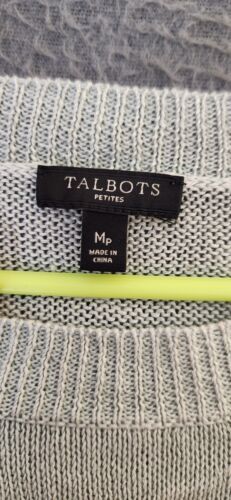 TALBOTS
PETITES
MP
MADE IN
CHINA